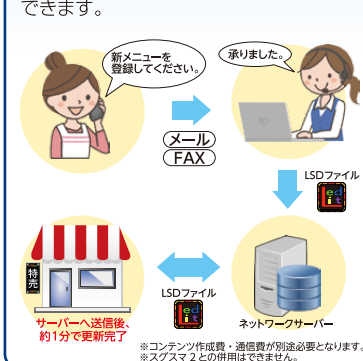 できます。
新メニューを
登録してください。
承りました。
メール
FAX
LSDファイル
Led
it
特売
LSDファイル
Led
it
サーバーへ送信後、
約1分で更新完了
ネットワークサーバー
※コンテンツ作成費・通信費が別途必要となります。
※スグスマ2との併用はできません。